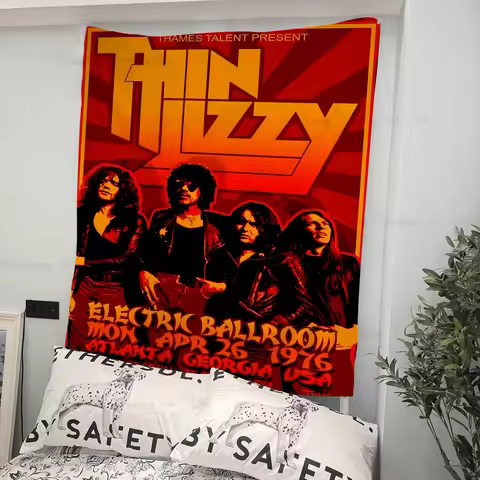 THAMES TALENT PRESENT
THIN
LIZZY
ELECTRIC BALLROOM
MON APR 26 1976
ATLANTA GEORGIA USA
BY SAFETY
BY SAFETY